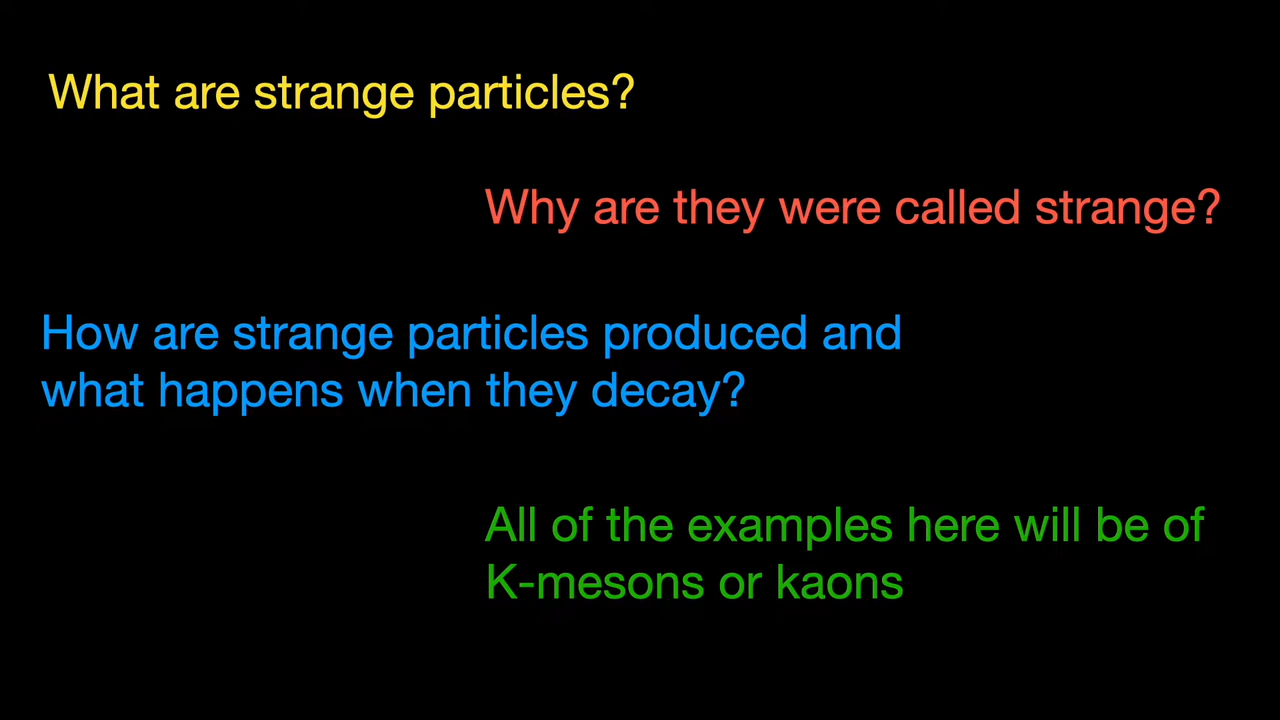 What are strange particles?
Why are they were called strange?
How are strange particles produced and
what happens when they decay?
All of the examples here will be of
K-mesons or kaons